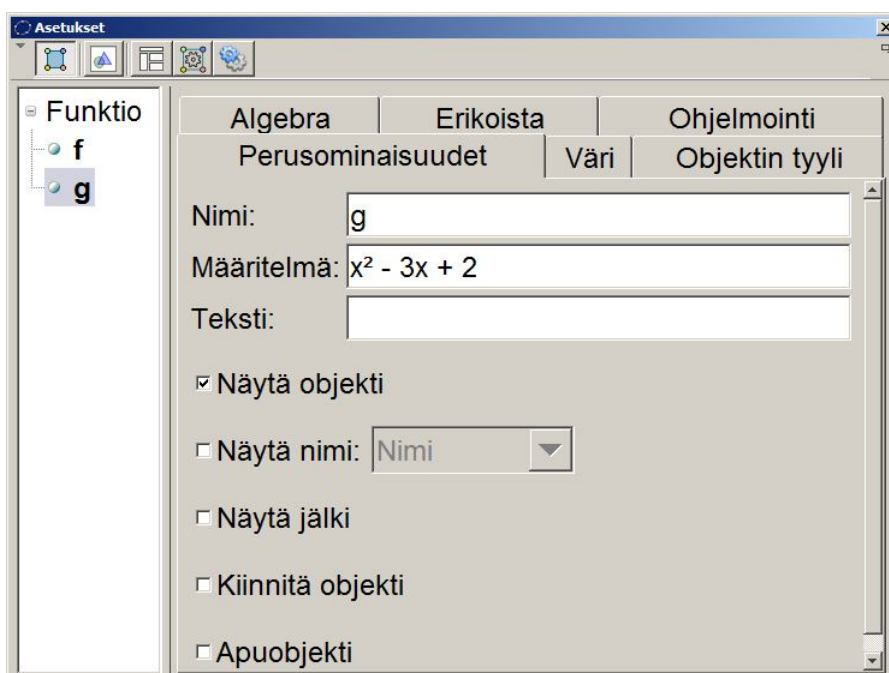 Asetukset
Funktio
f
g
Algebra Erikoista Ohjelmointi
Perusominaisuudet Väri Objektin tyyli
Nimi: g
Määritelmä: x² - 3x + 2
Teksti:
Näytä objekti
Näytä nimi: Nimi
Näytä jälki
Kiinnitä objekti
Apuobjekti